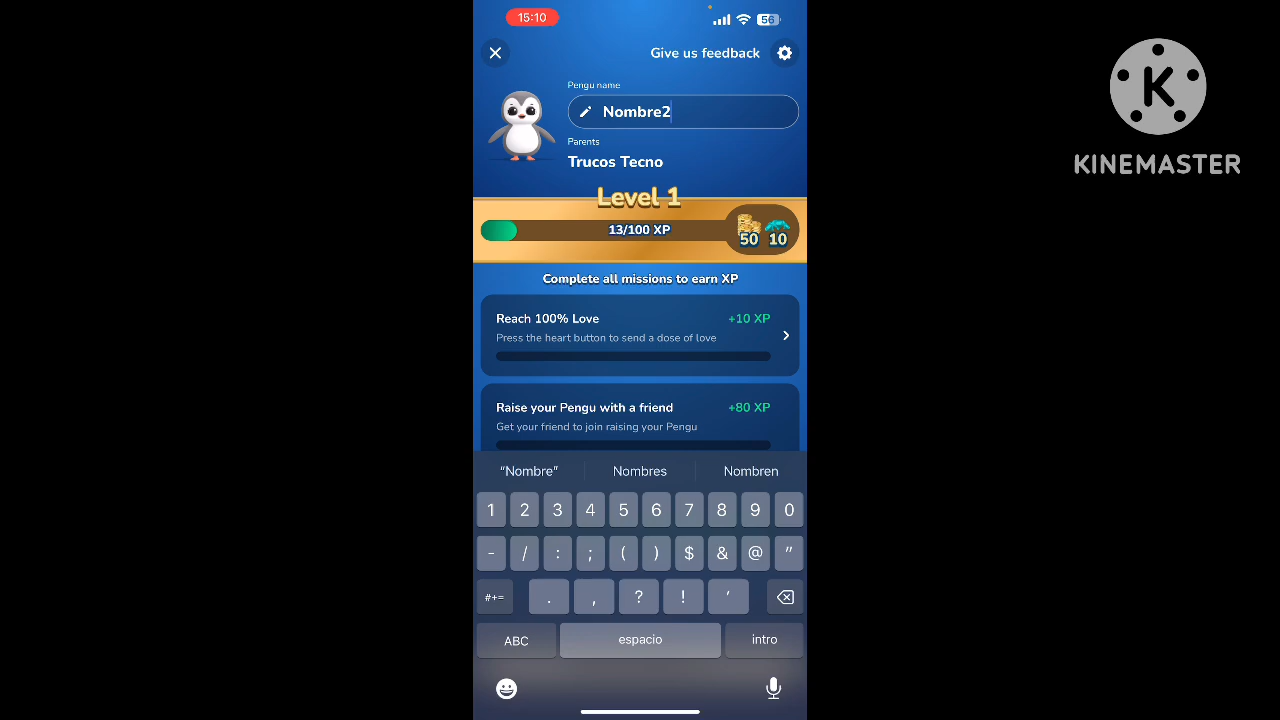 15:10
56
Give us feedback
Pengu name
Nombre2
Parents
Trucos Tecno
Level 1
13/100 XP
50 10
Complete all missions to earn XP
Reach 100% Love +10 XP
Press the heart button to send a dose of love
Raise your Pengu with a friend +80 XP
Get your friend to join raising your Pengu
“Nombre” Nombres Nombren
1 2 3 4 5 6 7 8 9 0
- / : ; ( ) $ & @ "
#+= . , ? ! '
ABC espacio intro
K
KINEMASTER